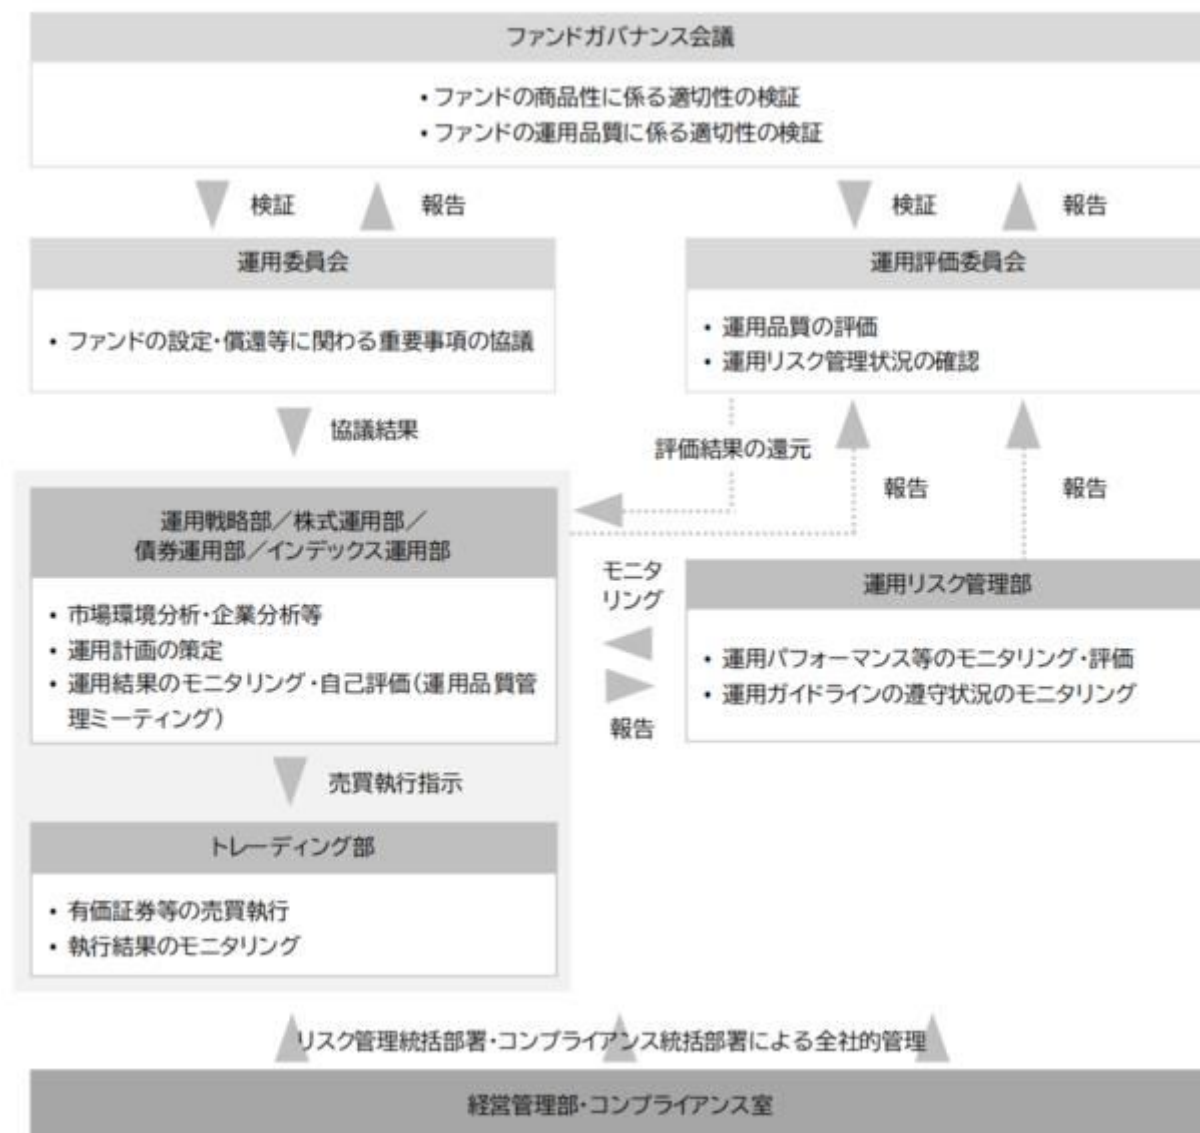 ファンドガバナンス会議
・ファンドの商品性に係る適切性の検証
・ファンドの運用品質に係る適切性の検証
検証
報告
検証
報告
運用委員会
・ファンドの設定・償還等に関わる重要事項の協議
運用評価委員会
・運用品質の評価
・運用リスク管理状況の確認
協議結果
評価結果の還元
報告
報告
運用戦略部／株式運用部／
債券運用部／インデックス運用部
・市場環境分析・企業分析等
・運用計画の策定
・運用結果のモニタリング・自己評価（運用品質管
理ミーティング）
モニタ
リング
報告
運用リスク管理部
・運用パフォーマンス等のモニタリング・評価
・運用ガイドラインの遵守状況のモニタリング
売買執行指示
トレーディング部
・有価証券等の売買執行
・執行結果のモニタリング
リスク管理統括部署・コンプライアンス統括部署による全社的管理
経営管理部・コンプライアンス室